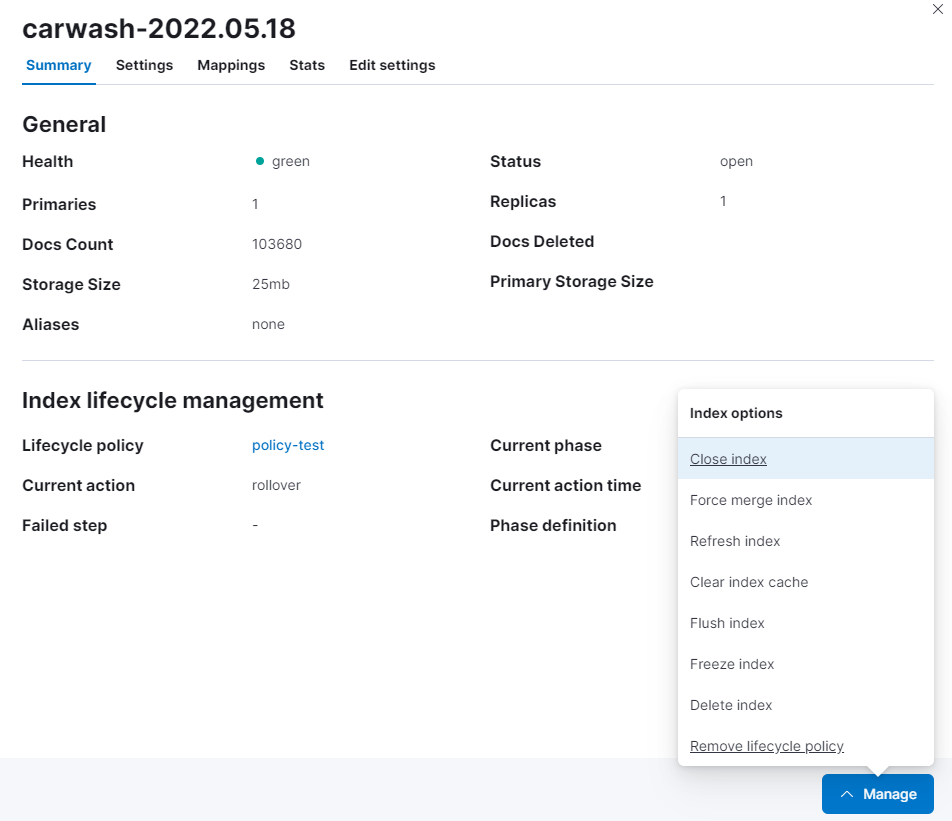 carwash-2022.05.18
Summary Settings Mappings Stats Edit settings
General
Health green Status open
Primaries 1 Replicas 1
Docs Count 103680 Docs Deleted
Storage Size 25mb Primary Storage Size
Aliases none
Index lifecycle management
Lifecycle policy policy-test Current phase
Current action rollover Current action time
Failed step - Phase definition
Index options
Close index
Force merge index
Refresh index
Clear index cache
Flush index
Freeze index
Delete index
Remove lifecycle policy
Manage